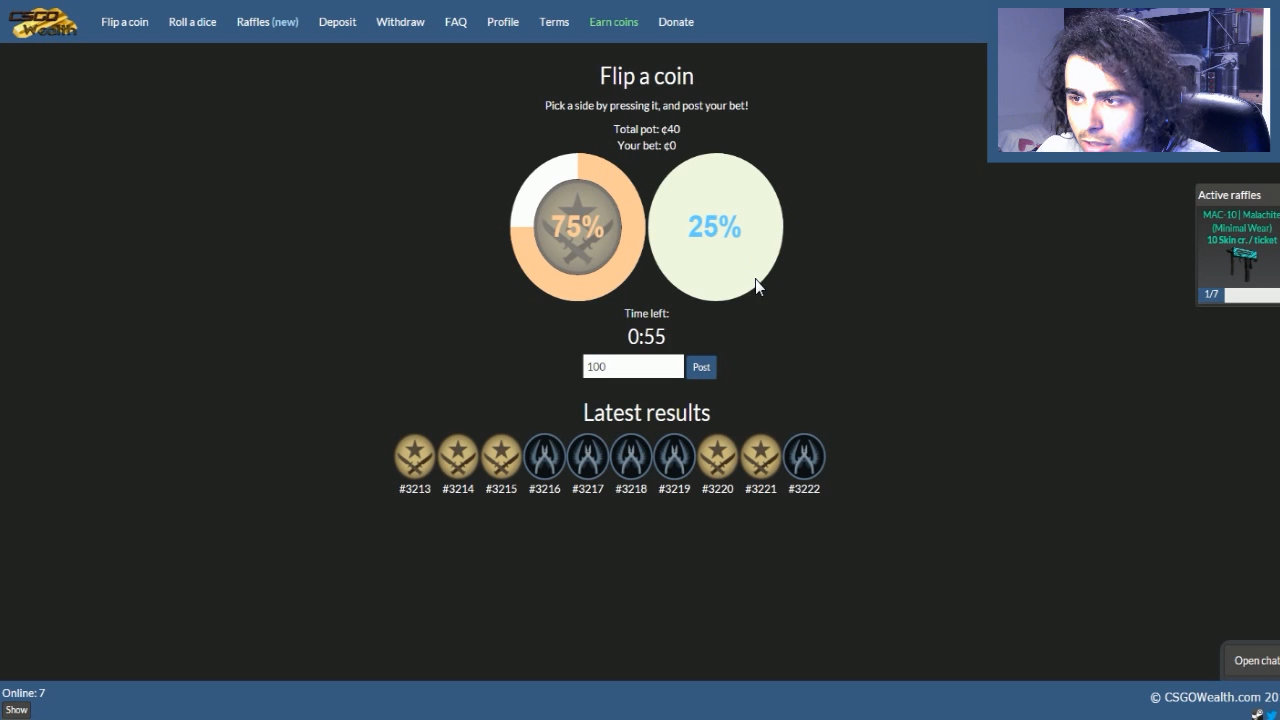 CSGO
Wealth
Flip a coin
Roll a dice
Raffles (new)
Deposit
Withdraw
FAQ
Profile
Terms
Earn coins
Donate
Flip a coin
Pick a side by pressing it, and post your bet!
Total pot: ¢40
Your bet: ¢0
75%
25%
Time left:
0:55
100
Post
Latest results
#3213
#3214
#3215
#3216
#3217
#3218
#3219
#3220
#3221
#3222
Active raffles
MAC-10 | Malachite
(Minimal Wear)
10 Skin cr. / ticket
1/7
Open chat
Online: 7
Show
© CSGOWealth.com 20